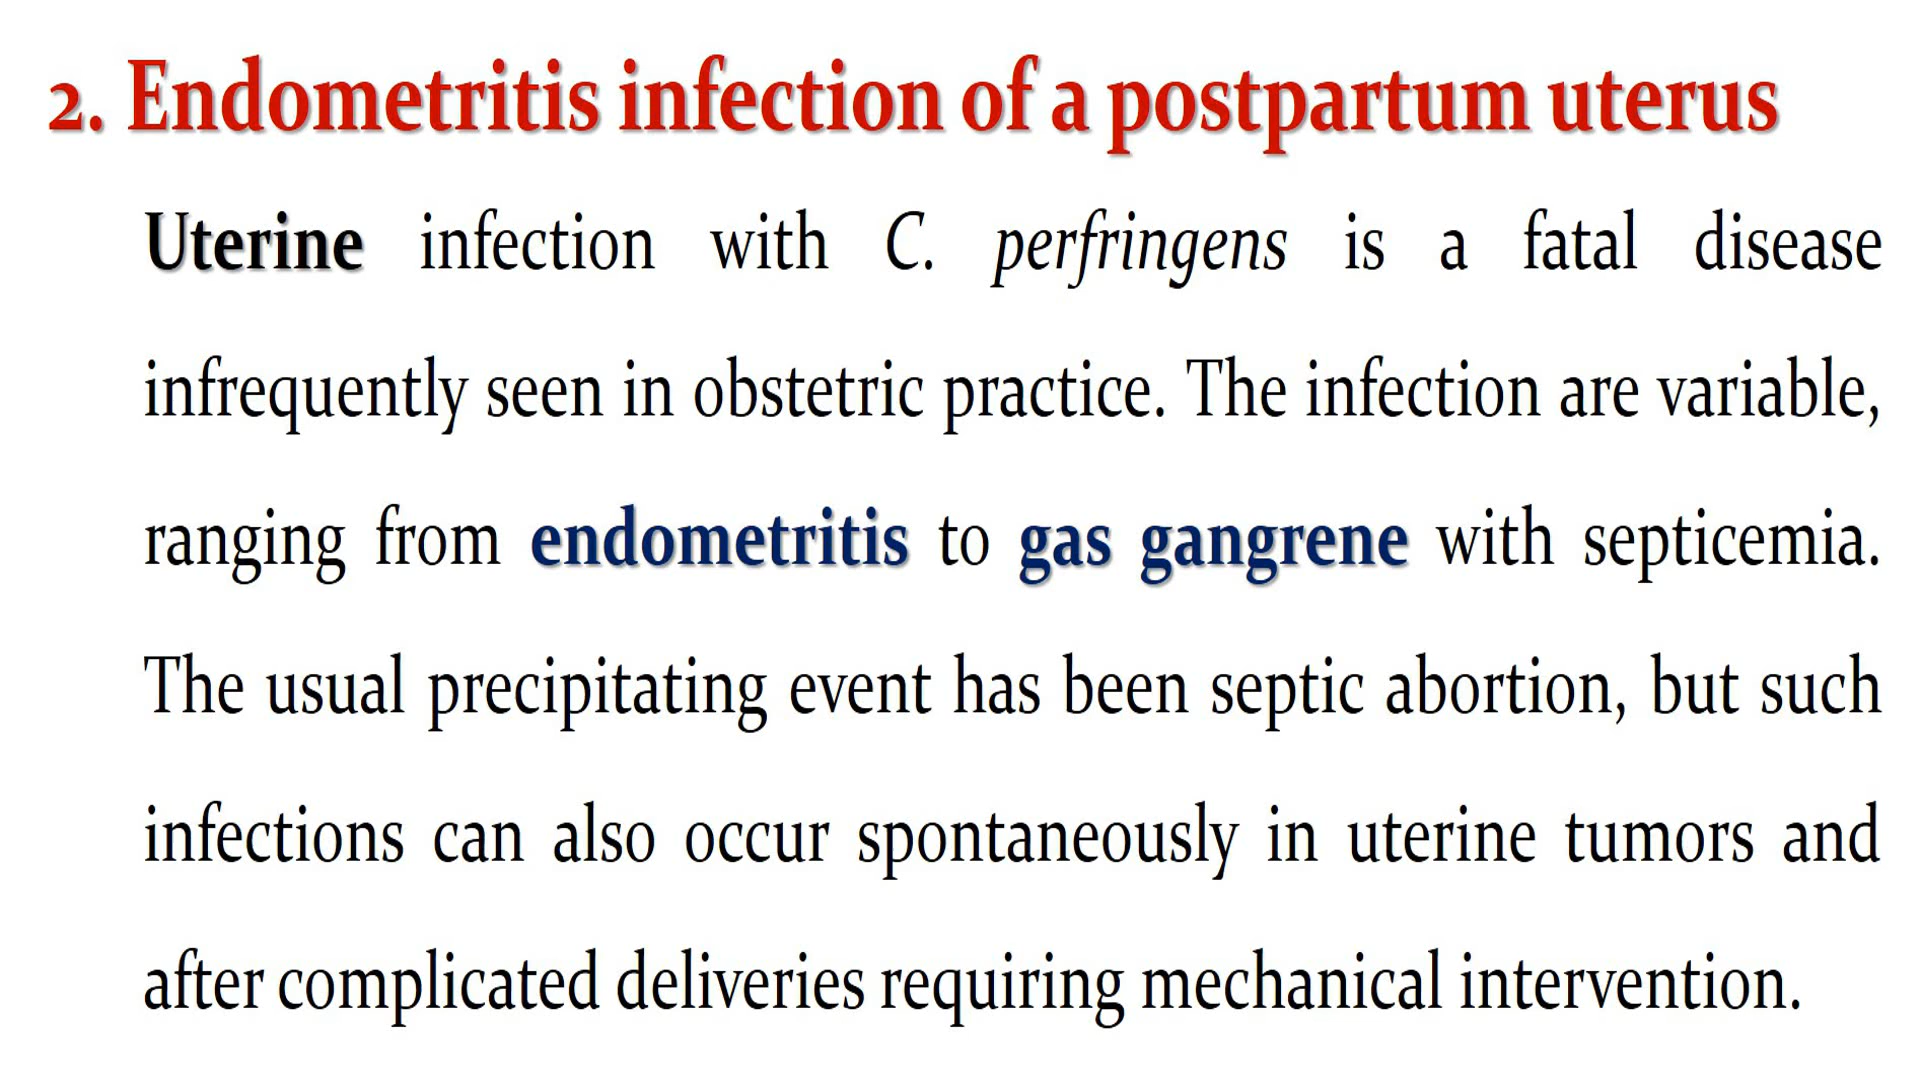 2. Endometritis infection of a postpartum uterus
Uterine infection with C. perfringens is a fatal disease
infrequently seen in obstetric practice. The infection are variable,
ranging from endometritis to gas gangrene with septicemia.
The usual precipitating event has been septic abortion, but such
infections can also occur spontaneously in uterine tumors and
after complicated deliveries requiring mechanical intervention.